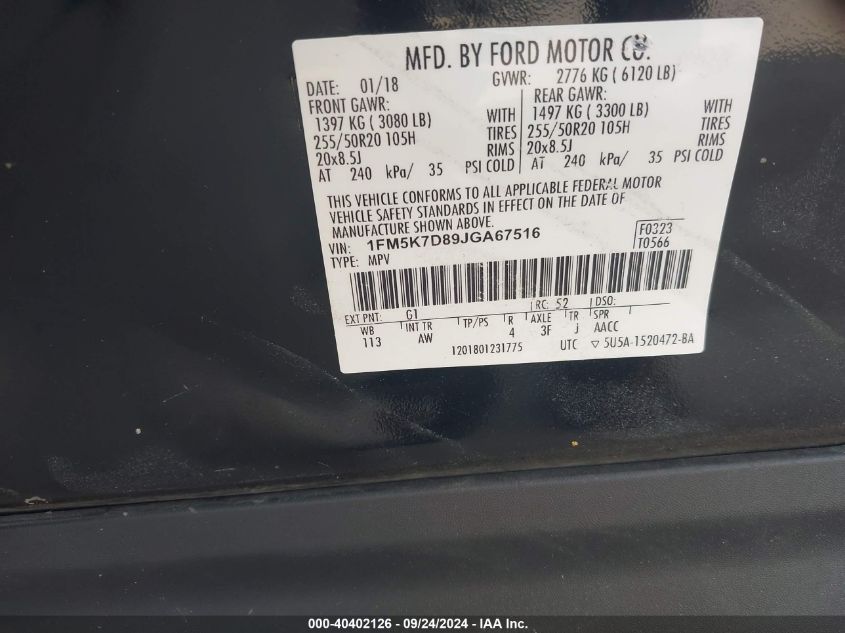 MFD. BY FORD MOTOR CO.
DATE: 01/18 GVWR: 2776 KG ( 6120 LB)
FRONT GAWR: REAR GAWR:
1397 KG ( 3080 LB) WITH 1497 KG ( 3300 LB) WITH
255/50R20 105H TIRES 255/50R20 105H TIRES
20x8.5J RIMS 20x8.5J RIMS
AT 240 kPa/ 35 PSI COLD AT 240 kPa/ 35 PSI COLD
THIS VEHICLE CONFORMS TO ALL APPLICABLE FEDERAL MOTOR
VEHICLE SAFETY STANDARDS IN EFFECT ON THE DATE OF
MANUFACTURE SHOWN ABOVE.
VIN: 1FM5K7D89JGA67516 F0323
TYPE: MPV T0566
EXT PNT: G1 RC: 52 DSO:
WB INT TR TP/PS R AXLE TR SPR
113 AW 4 3F J AACC
1201801231775 UTC ▽ 5U5A-1520472-BA
000-40402126 - 09/24/2024 - IAA Holdings, LLC.